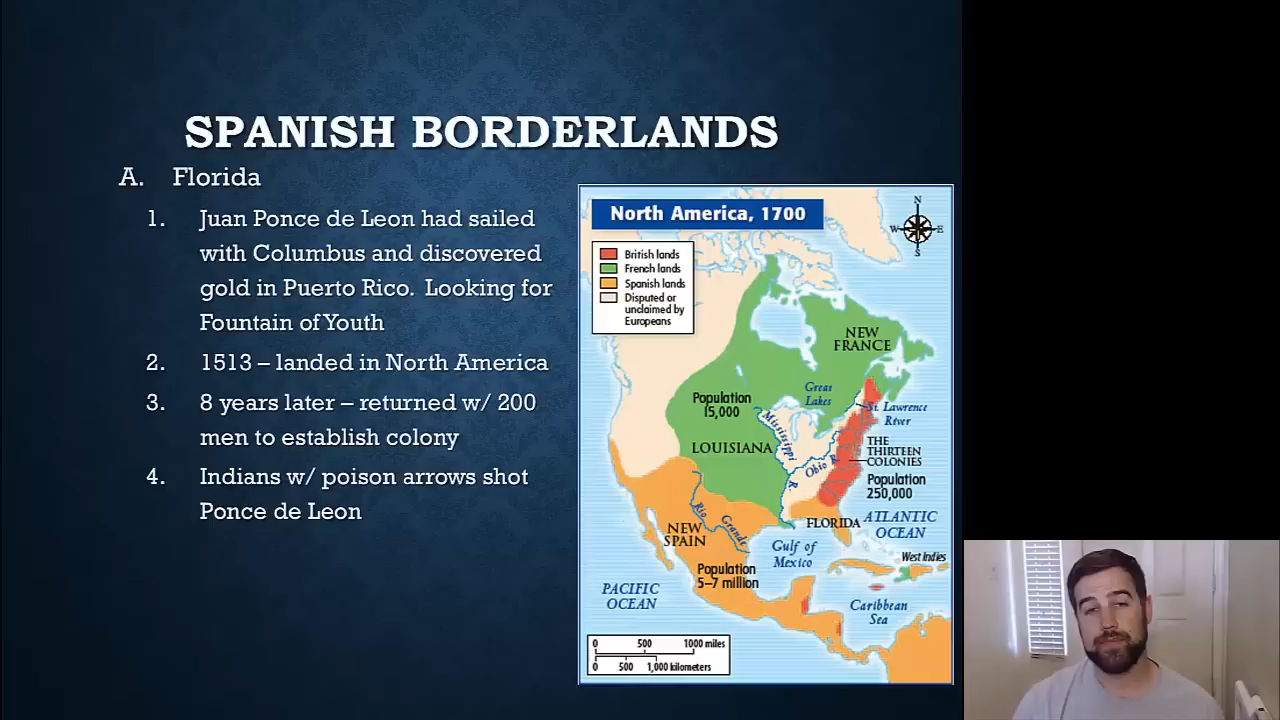 SPANISH BORDERLANDS
A. Florida
1. Juan Ponce de Leon had sailed
with Columbus and discovered
gold in Puerto Rico. Looking for
Fountain of Youth
2. 1513 – landed in North America
3. 8 years later – returned w/ 200
men to establish colony
4. Indians w/ poison arrows shot
Ponce de Leon
North America, 1700
N
W E
S
British lands
French lands
Spanish lands
Disputed or
unclaimed by
Europeans
NEW
FRANCE
Great
Lakes
Population
15,000
St. Lawrence
River
Mississippi
R
LOUISIANA
Ohio R.
THE
THIRTEEN
COLONIES
Population
250,000
Rio
Grande
FLORIDA
ATLANTIC
OCEAN
NEW
SPAIN
Gulf of
Mexico
West Indies
Population
5–7 million
PACIFIC
OCEAN
Caribbean
Sea
0 500 1000 miles
0 500 1,000 kilometers